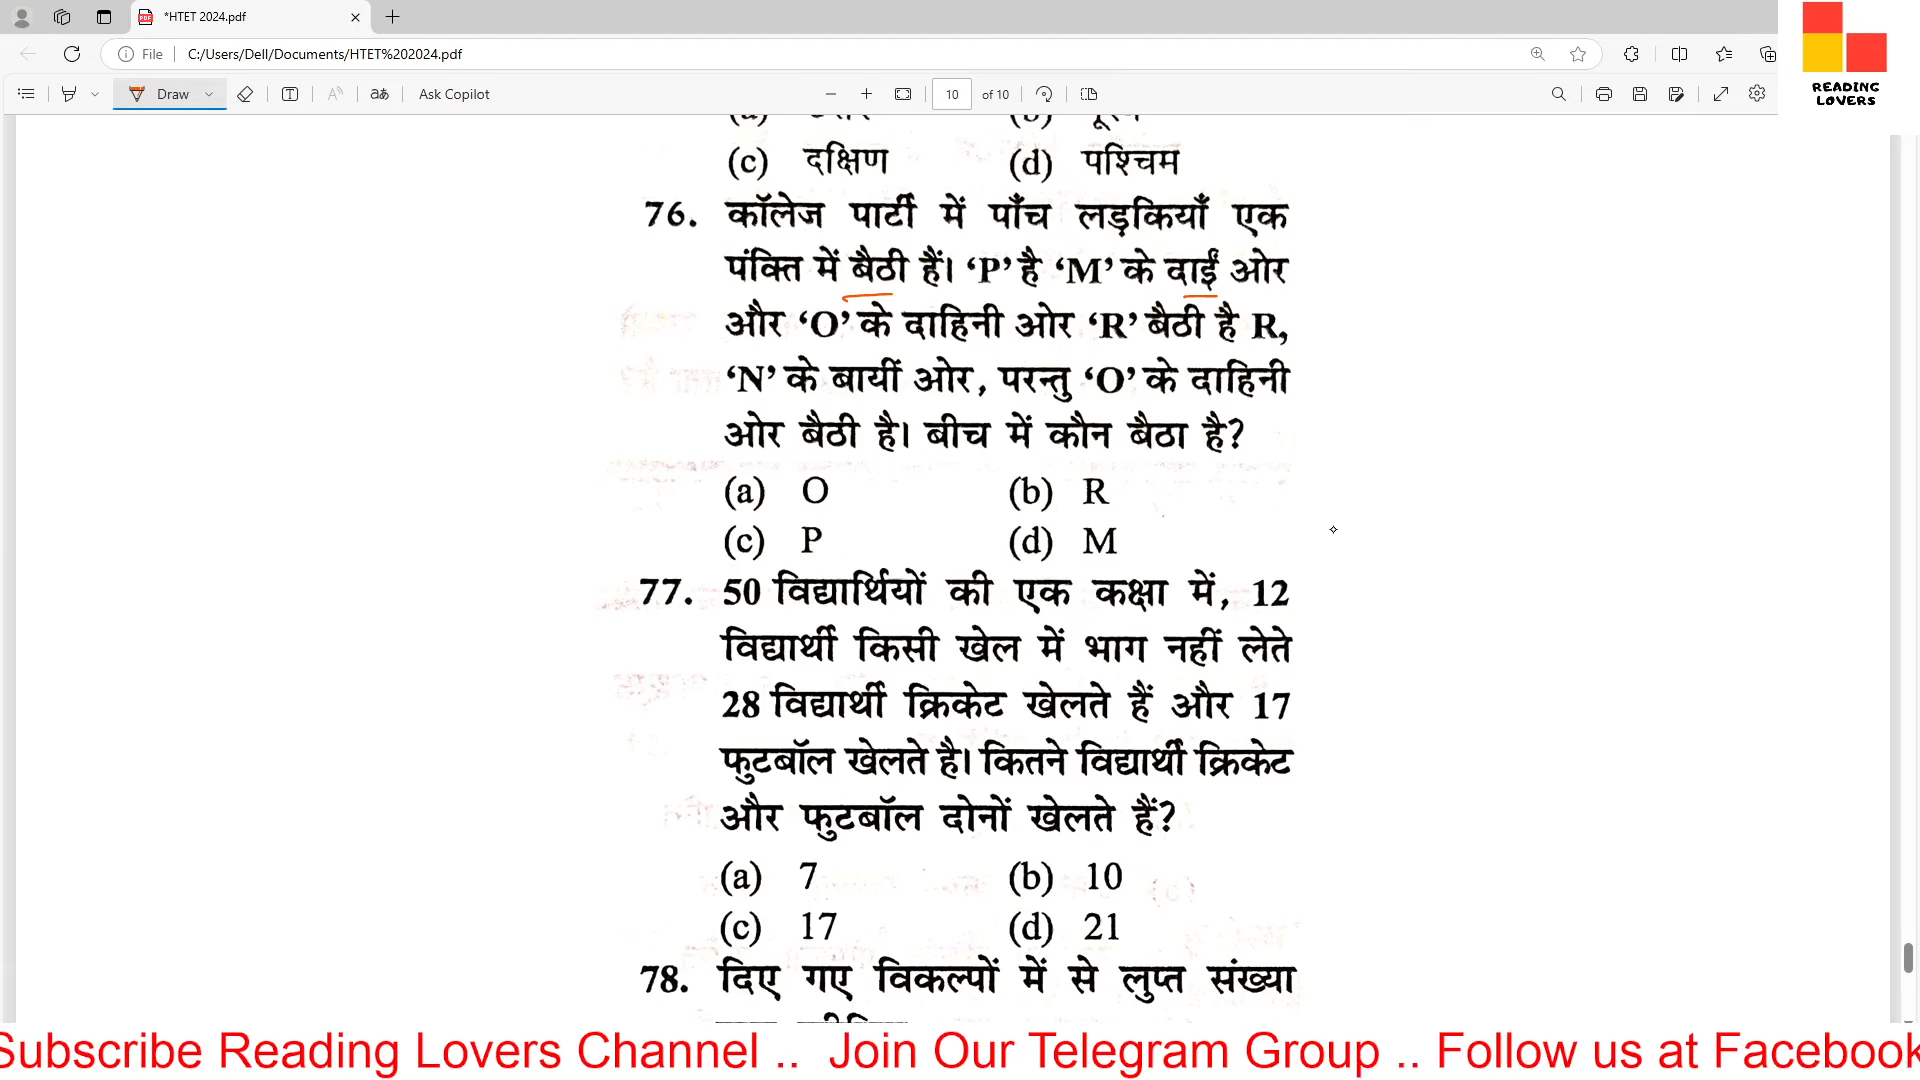 *HTET 2024.pdf
File C:/Users/Dell/Documents/HTET%202024.pdf
READING
LOVERS
Draw Ask Copilot 10 of 10
(c) दक्षिण (d) पश्चिम
76. कॉलेज पार्टी में पाँच लड़कियाँ एक
पंक्ति में बैठी हैं। ‘P’ है ‘M’ के दाईं ओर
और ‘O’ के दाहिनी ओर ‘R’ बैठी है R,
‘N’ के बायीं ओर, परन्तु ‘O’ के दाहिनी
ओर बैठी है। बीच में कौन बैठा है?
(a) O (b) R
(c) P (d) M
77. 50 विद्यार्थियों की एक कक्षा में, 12
विद्यार्थी किसी खेल में भाग नहीं लेते
28 विद्यार्थी क्रिकेट खेलते हैं और 17
फुटबॉल खेलते है। कितने विद्यार्थी क्रिकेट
और फुटबॉल दोनों खेलते हैं?
(a) 7 (b) 10
(c) 17 (d) 21
78. दिए गए विकल्पों में से लुप्त संख्या
Subscribe Reading Lovers Channel .. Join Our Telegram Group .. Follow us at Facebook